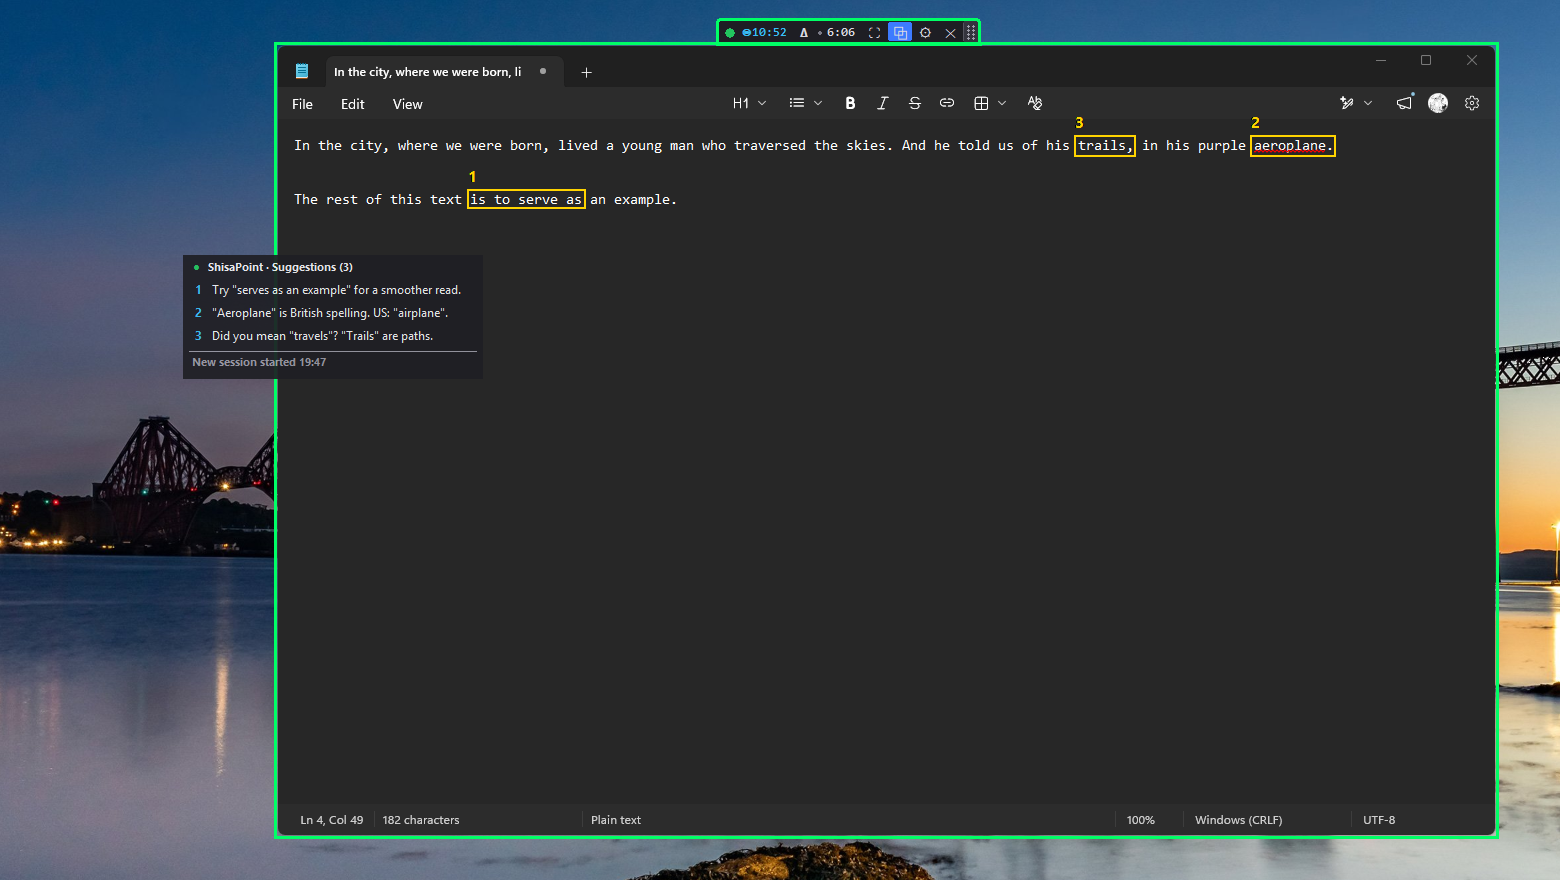 10:52 Δ 6:06
In the city, where we were born, li
File Edit View H1 B I S
3 2
In the city, where we were born, lived a young man who traversed the skies. And he told us of his trails, in his purple aeroplane.
1
The rest of this text is to serve as an example.
ShisaPoint · Suggestions (3)
1 Try "serves as an example" for a smoother read.
2 "Aeroplane" is British spelling. US: "airplane".
3 Did you mean "travels"? "Trails" are paths.
New session started 19:47
Ln 4, Col 49 182 characters Plain text 100% Windows (CRLF) UTF-8